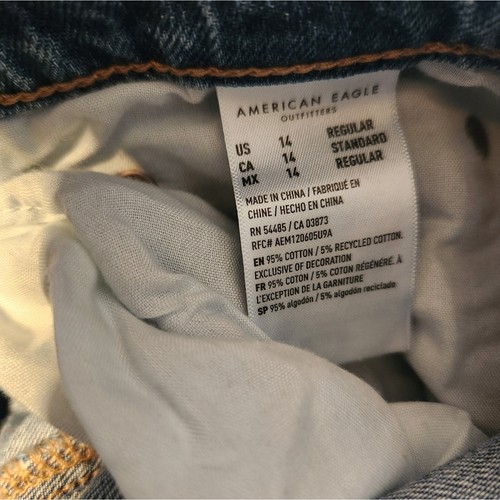 AMERICAN EAGLE
OUTFITTERS
US 14 REGULAR
CA 14 STANDARD
MX 14 REGULAR
MADE IN CHINA / FABRIQUÉ EN
CHINE / HECHO EN CHINA
RN 54485 / CA 03873
RFC# AEM120605U9A
EN 95% COTTON / 5% RECYCLED COTTON.
EXCLUSIVE OF DECORATION
FR 95% COTON / 5% COTON RÉGÉNÉRÉ. À
L'EXCEPTION DE LA GARNITURE
SP 95% algodón / 5% algodón reciclado